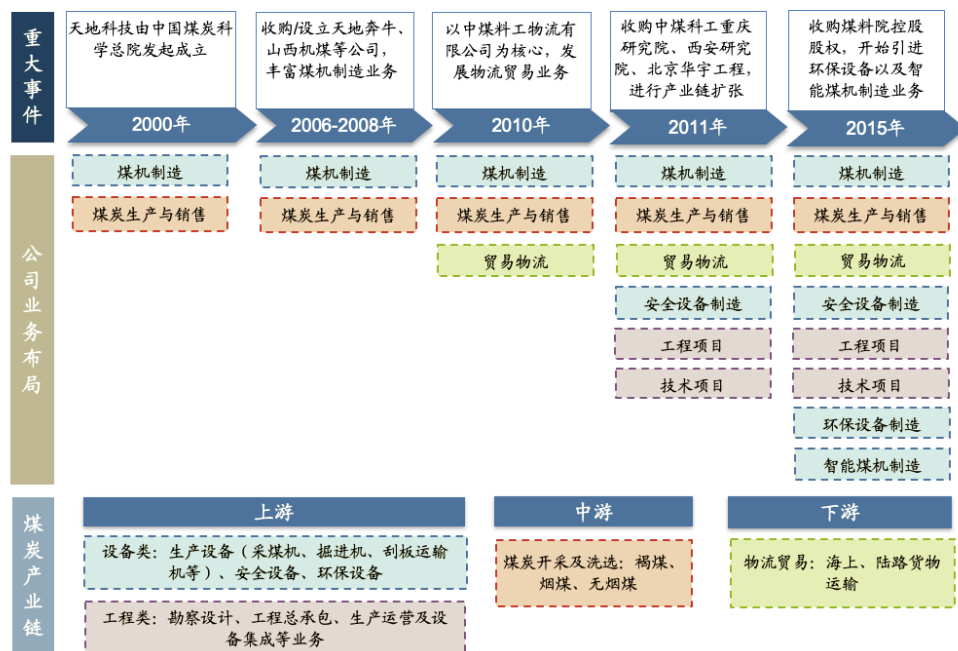 重大事件
天地科技由中国煤炭科
学总院发起成立
收购/设立天地奔牛、
山西机煤等公司，
丰富煤机制造业务
以中煤料工物流有
限公司为核心，发
展物流贸易业务
收购中煤科工重庆
研究院、西安研究
院、北京华宇工程，
进行产业链扩张
收购煤料院控股
股权，开始引进
环保设备以及智
能煤机制造业务
2000年
2006-2008年
2010年
2011年
2015年
公司业务布局
煤机制造
煤机制造
煤机制造
煤机制造
煤机制造
煤炭生产与销售
煤炭生产与销售
煤炭生产与销售
煤炭生产与销售
煤炭生产与销售
贸易物流
贸易物流
贸易物流
安全设备制造
安全设备制造
工程项目
工程项目
技术项目
技术项目
环保设备制造
智能煤机制造
煤炭产业链
上游
中游
下游
设备类：生产设备（采煤机、掘进机、刮板运输
机等）、安全设备、环保设备
煤炭开采及洗选：褐煤、
烟煤、无烟煤
物流贸易：海上、陆路货物
运输
工程类：勘察设计、工程总承包、生产运营及设
备集成等业务